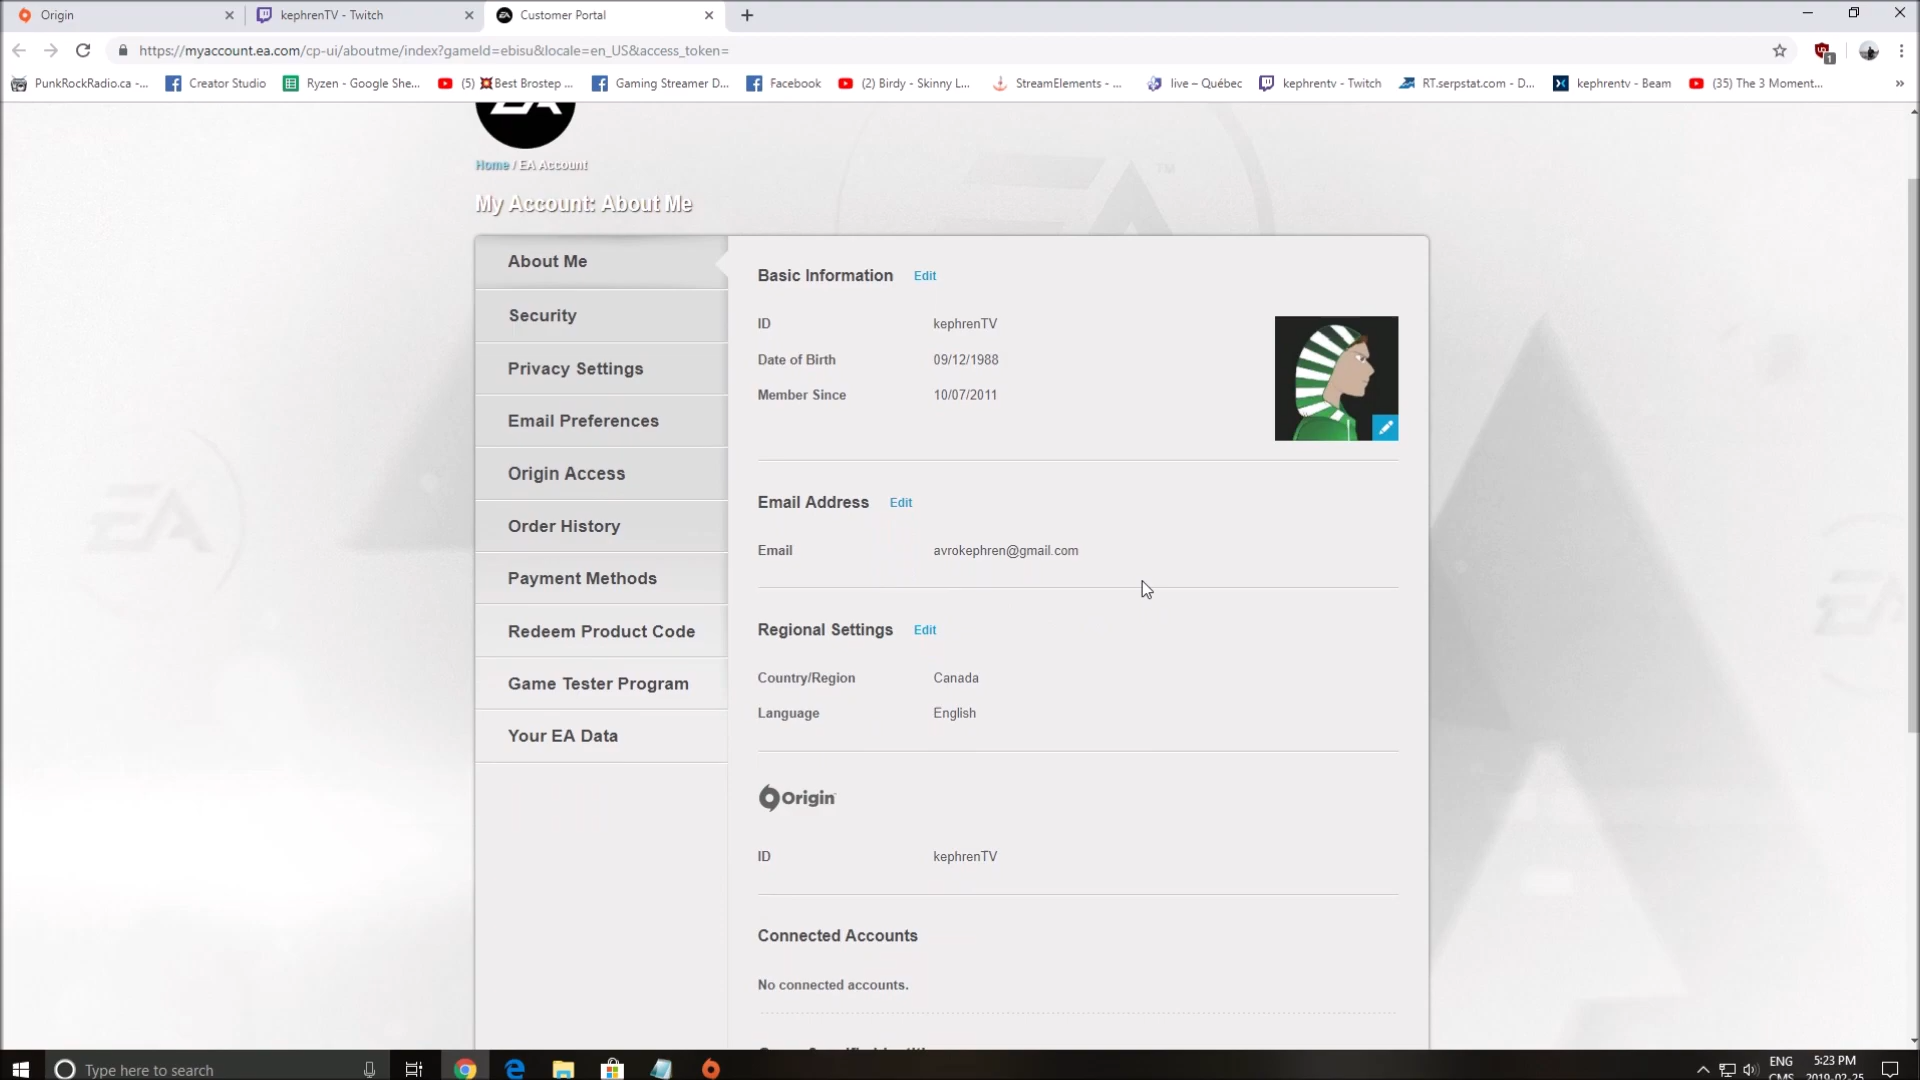 Origin
kephrenTV - Twitch
Customer Portal
https://myaccount.ea.com/cp-ui/aboutme/index?gameId=ebisu&locale=en_US&access_token=
1
PunkRockRadio.ca -...
Creator Studio
Ryzen - Google She...
(5) 💥Best Brostep ...
Gaming Streamer D...
Facebook
(2) Birdy - Skinny L...
StreamElements - ...
live – Québec
kephrentv - Twitch
RT.serpstat.com - D...
kephrentv - Beam
(35) The 3 Moment...
»
EA
Home / EA Account
My Account: About Me
About Me
Security
Privacy Settings
Email Preferences
Origin Access
Order History
Payment Methods
Redeem Product Code
Game Tester Program
Your EA Data
Basic Information Edit
ID kephrenTV
Date of Birth 09/12/1988
Member Since 10/07/2011
Email Address Edit
Email avrokephren@gmail.com
Regional Settings Edit
Country/Region Canada
Language English
Origin
ID kephrenTV
Connected Accounts
No connected accounts.
Type here to search
ENG
CMS
5:23 PM
2019-02-25